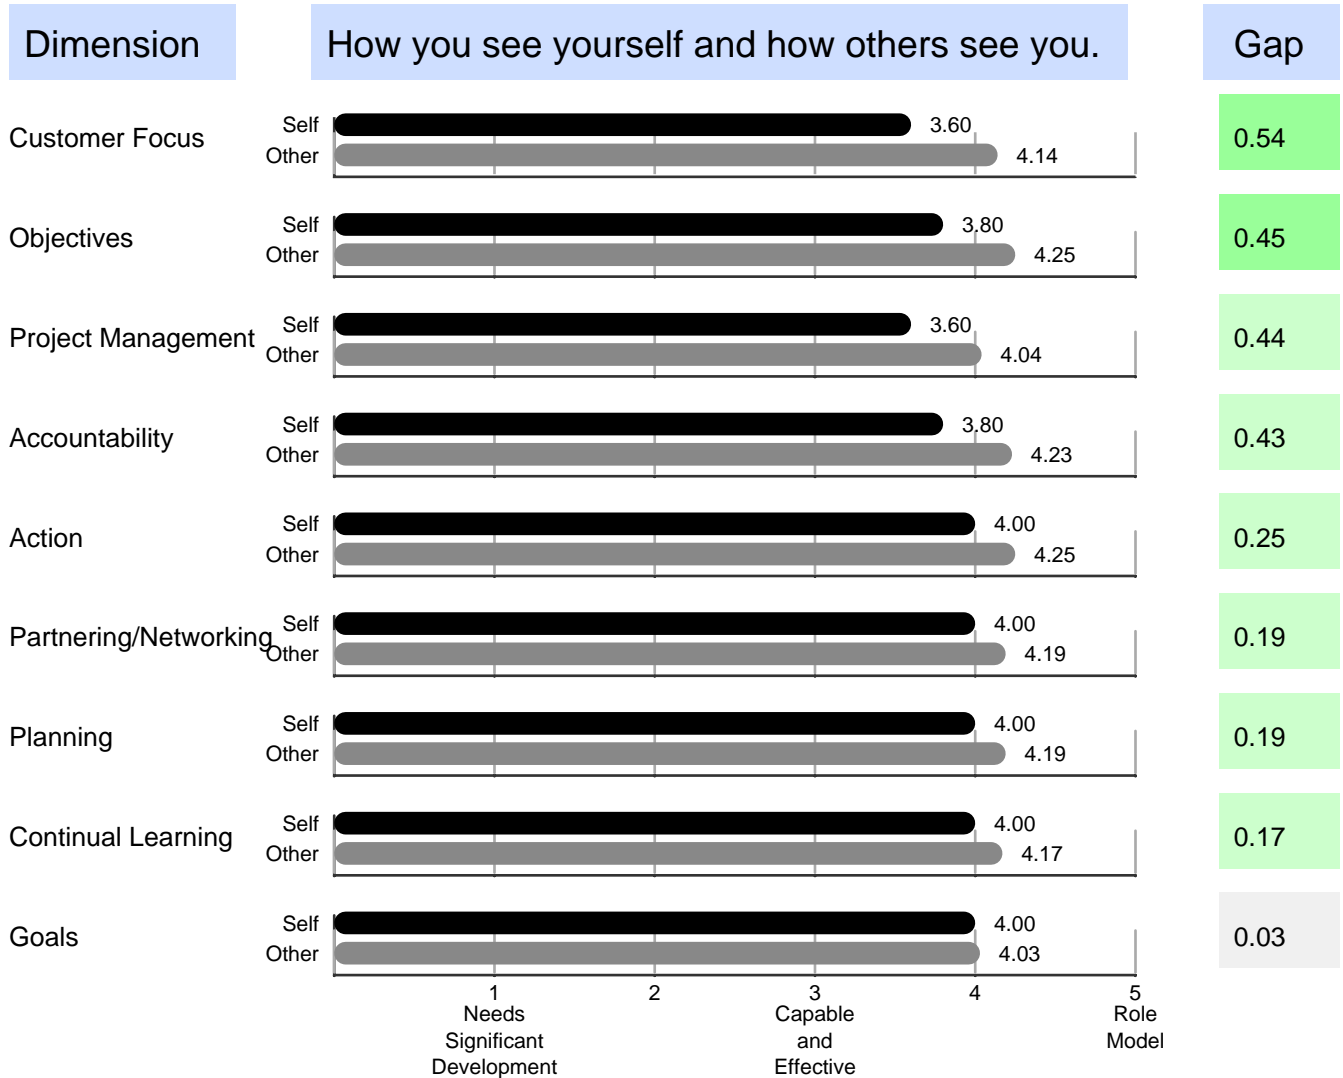 Dimension
How you see yourself and how others see you.
Gap
Customer Focus
Self
3.60
Other
4.14
0.54
Objectives
Self
3.80
Other
4.25
0.45
Project Management
Self
3.60
Other
4.04
0.44
Accountability
Self
3.80
Other
4.23
0.43
Action
Self
4.00
Other
4.25
0.25
Partnering/Networking
Self
4.00
Other
4.19
0.19
Planning
Self
4.00
Other
4.19
0.19
Continual Learning
Self
4.00
Other
4.17
0.17
Goals
Self
4.00
Other
4.03
0.03
1
2
3
4
5
Needs
Significant
Development
Capable
and
Effective
Role
Model